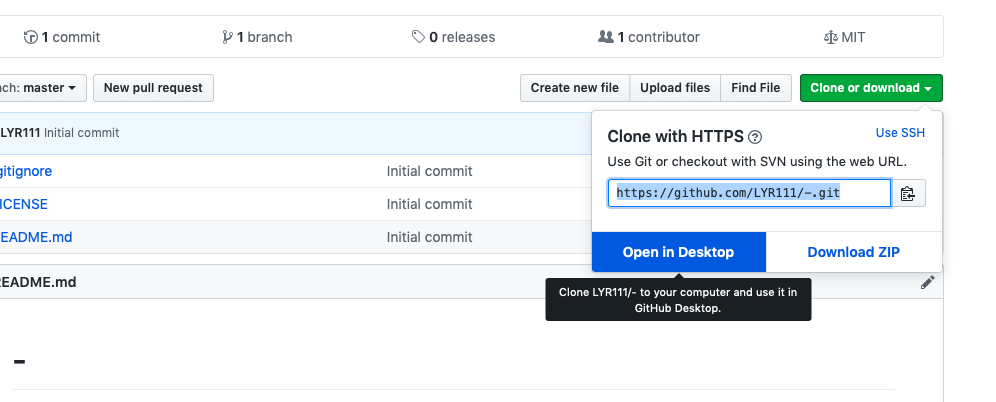 1 commit
1 branch
0 releases
1 contributor
MIT
nch: master
New pull request
Create new file
Upload files
Find File
Clone or download
LYR111 Initial commit
Clone with HTTPS
Use SSH
Use Git or checkout with SVN using the web URL.
https://github.com/LYR111/-.git
Open in Desktop
Download ZIP
Clone LYR111/- to your computer and use it in
GitHub Desktop.
gitignore
Initial commit
ICENSE
Initial commit
EADME.md
Initial commit
EADME.md
-